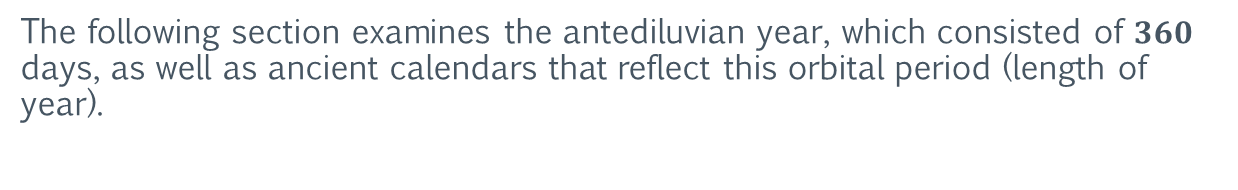 The following section examines the antediluvian year, which consisted of 360
days, as well as ancient calendars that reflect this orbital period (length of
year).